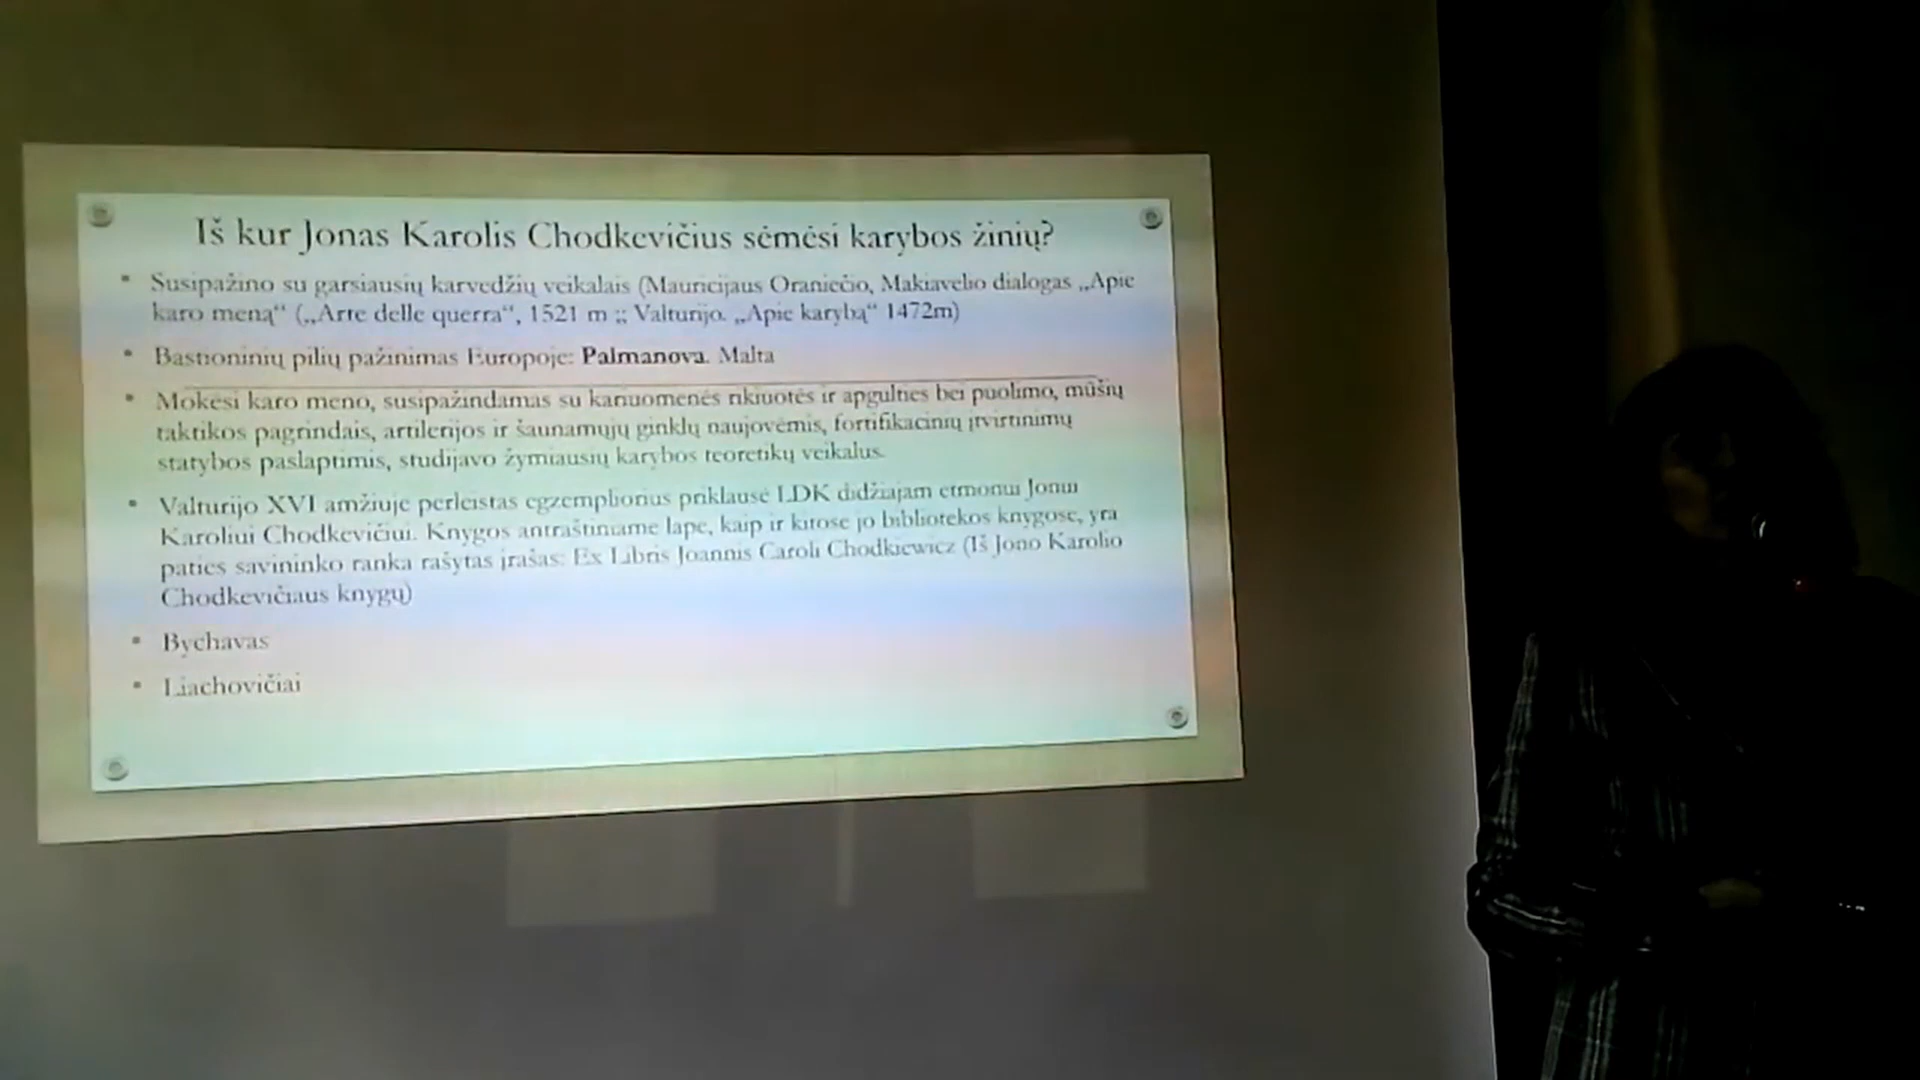 Iš kur Jonas Karolis Chodkevičius sėmėsi karybos žinių?
Susipažino su garsiausių karvedžių veikalais (Mauricijaus Oraniečio, Makiavelio dialogas „Apie
karo meną“ („Arte delle querra“, 1521 m ;; Valturijo. „Apie karybą“ 1472m)
Bastioninių pilių pažinimas Europoje: Palmanova. Malta
Mokėsi karo meno, susipažindamas su kariuomenės rikiuotės ir apgulties bei puolimo, mūšių
taktikos pagrindais, artilerijos ir šaunamųjų ginklų naujovėmis, fortifikacinių įtvirtinimų
statybos paslaptimis, studijavo žymiausių karybos teoretikų veikalus.
Valturijo XVI amžiuje perleistas egzempliorius priklausė LDK didžiajam etmonui Jonui
Karoliui Chodkevičiui. Knygos antraštiniame lape, kaip ir kitose jo bibliotekos knygose, yra
paties savininko ranka rašytas įrašas: Ex Libris Joannis Caroli Chodkiewicz (Iš Jono Karolio
Chodkevičiaus knygų)
Bychavas
Liachovičiai